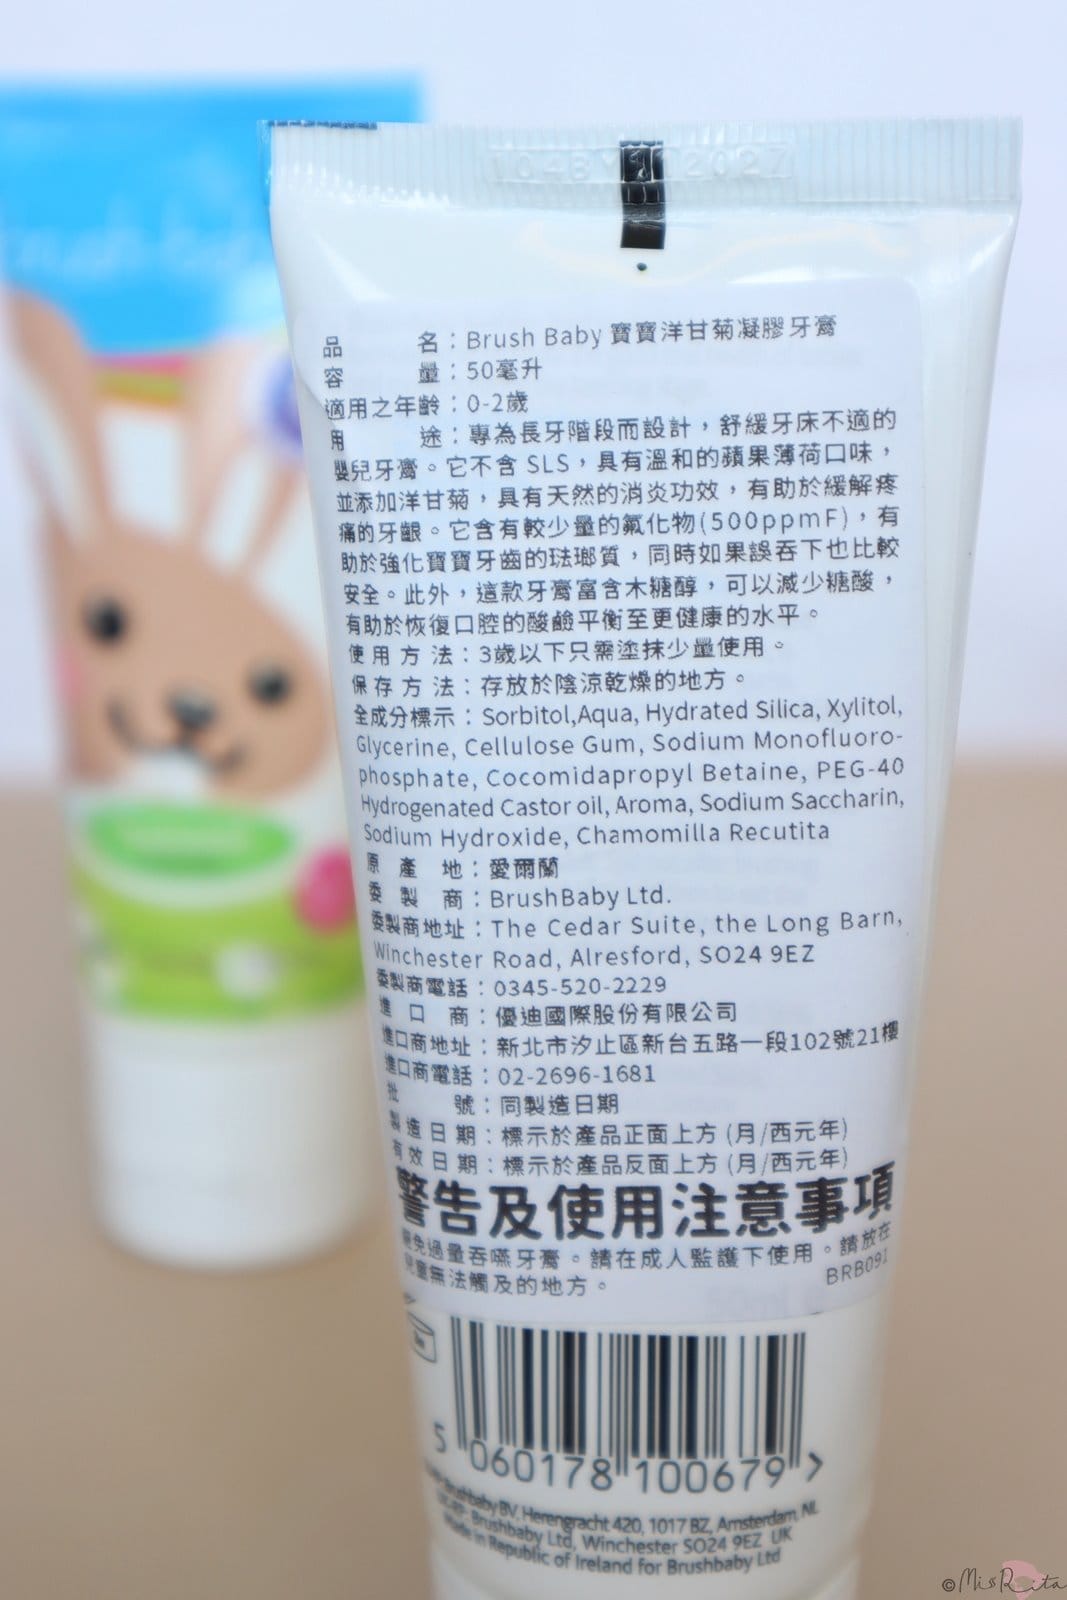 品名：Brush Baby 寶寶洋甘菊凝膠牙膏
容量：50毫升
適用之年齡：0-2歲
用途：專為長牙階段而設計，舒緩牙床不適的
嬰兒牙膏。它不含 SLS，具有溫和的蘋果薄荷口味，
並添加洋甘菊，具有天然的消炎功效，有助於緩解疼
痛的牙齦。它含有較少量的氟化物(500ppmF)，有
助於強化寶寶牙齒的琺瑯質，同時如果誤吞下也比較
安全。此外，這款牙膏富含木糖醇，可以減少糖酸，
有助於恢復口腔的酸鹼平衡至更健康的水平。
使用方法：3歲以下只需塗抹少量使用。
保存方法：存放於陰涼乾燥的地方。
全成分標示：Sorbitol,Aqua, Hydrated Silica, Xylitol,
Glycerine, Cellulose Gum, Sodium Monofluoro-
phosphate, Cocomidapropyl Betaine, PEG-40
Hydrogenated Castor oil, Aroma, Sodium Saccharin,
Sodium Hydroxide, Chamomilla Recutita
原產地：愛爾蘭
委製商：BrushBaby Ltd.
委製商地址：The Cedar Suite, the Long Barn,
Winchester Road, Alresford, SO24 9EZ
委製商電話：0345-520-2229
進口商：優迪國際股份有限公司
進口商地址：新北市汐止區新台五路一段102號21樓
進口商電話：02-2696-1681
批號：同製造日期
製造日期：標示於產品正面上方 (月/西元年)
有效日期：標示於產品反面上方 (月/西元年)
警告及使用注意事項
避免過量吞嚥牙膏。請在成人監護下使用。請放在
兒童無法觸及的地方。
BRB091
5 060178 100679 >
Brushbaby BV, Herengracht 420, 1017 BZ, Amsterdam, NL
Brushbaby Ltd, Winchester SO24 9EZ UK
Made in Republic of Ireland for Brushbaby Ltd
©MissRita